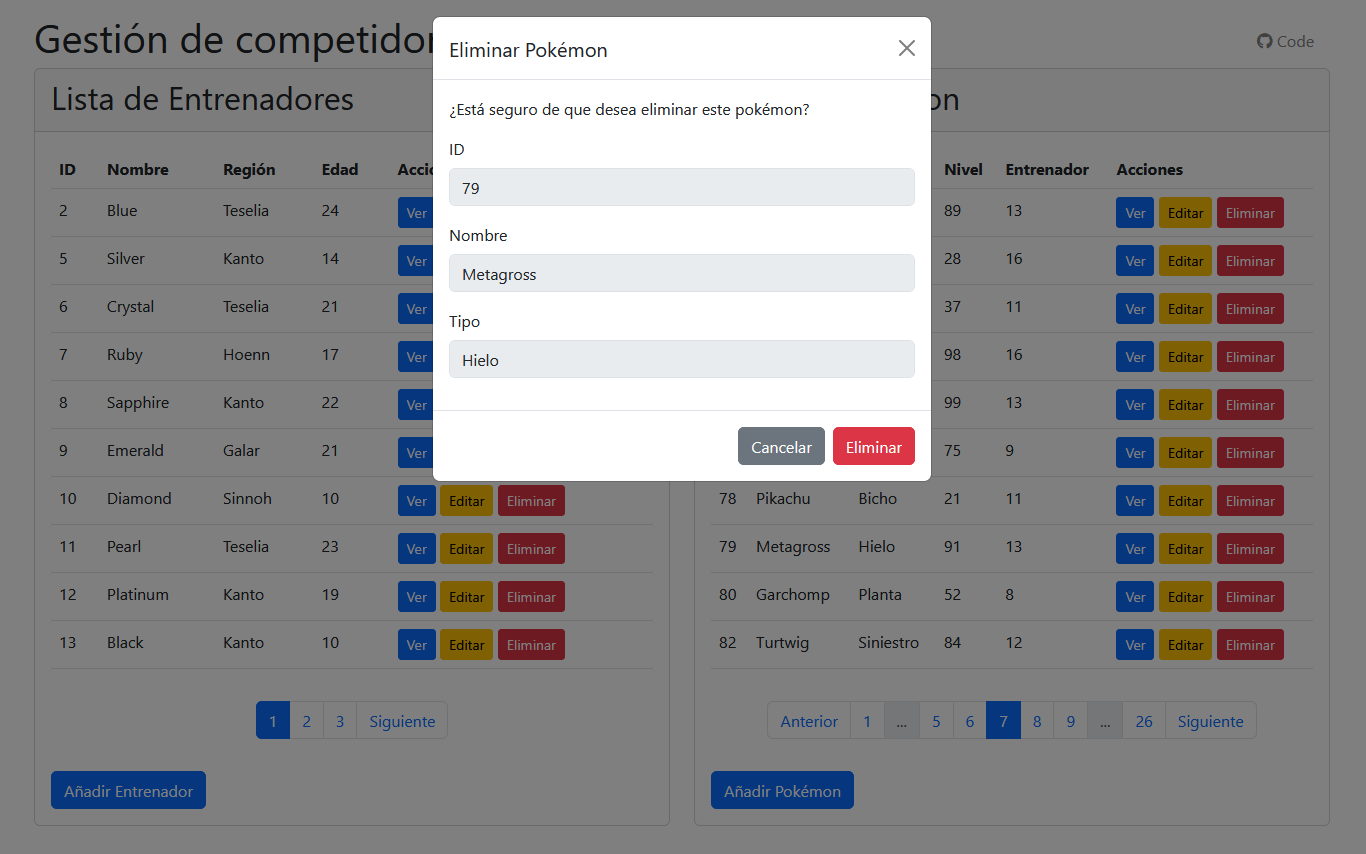 Gestión de competido
Code
Eliminar Pokémon
Lista de Entrenadores
on
¿Está seguro de que desea eliminar este pokémon?
ID
79
Nombre
Metagross
Tipo
Hielo
Cancelar Eliminar
ID Nombre Región Edad
2 Blue Teselia 24 Ver
5 Silver Kanto 14 Ver
6 Crystal Teselia 21 Ver
7 Ruby Hoenn 17 Ver
8 Sapphire Kanto 22 Ver
9 Emerald Galar 21 Ver
10 Diamond Sinnoh 10 Ver Editar Eliminar
11 Pearl Teselia 23 Ver Editar Eliminar
12 Platinum Kanto 19 Ver Editar Eliminar
13 Black Kanto 10 Ver Editar Eliminar
1 2 3 Siguiente
Añadir Entrenador
Nivel Entrenador Acciones
89 13 Ver Editar Eliminar
28 16 Ver Editar Eliminar
37 11 Ver Editar Eliminar
98 16 Ver Editar Eliminar
99 13 Ver Editar Eliminar
75 9 Ver Editar Eliminar
78 Pikachu Bicho 21 11 Ver Editar Eliminar
79 Metagross Hielo 91 13 Ver Editar Eliminar
80 Garchomp Planta 52 8 Ver Editar Eliminar
82 Turtwig Siniestro 84 12 Ver Editar Eliminar
Anterior 1 ... 5 6 7 8 9 ... 26 Siguiente
Añadir Pokémon